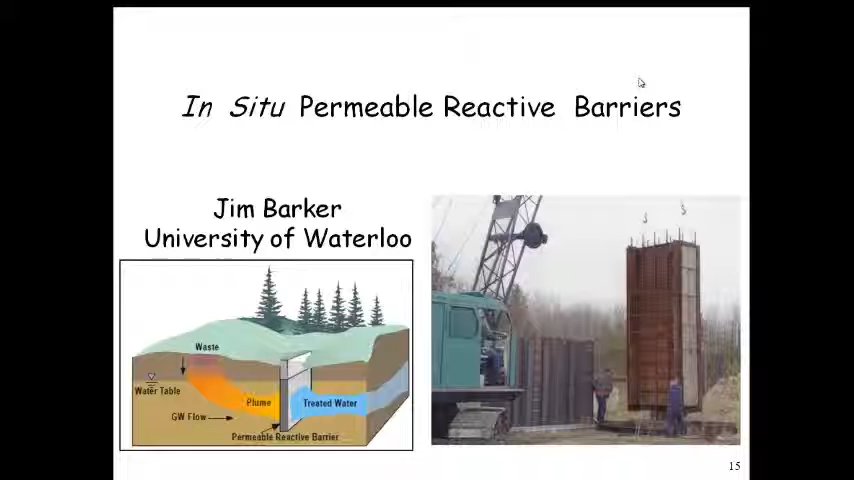 In Situ Permeable Reactive Barriers
Jim Barker
University of Waterloo
Waste
Water Table
Plume
Treated Water
GW Flow
Permeable Reactive Barrier
15